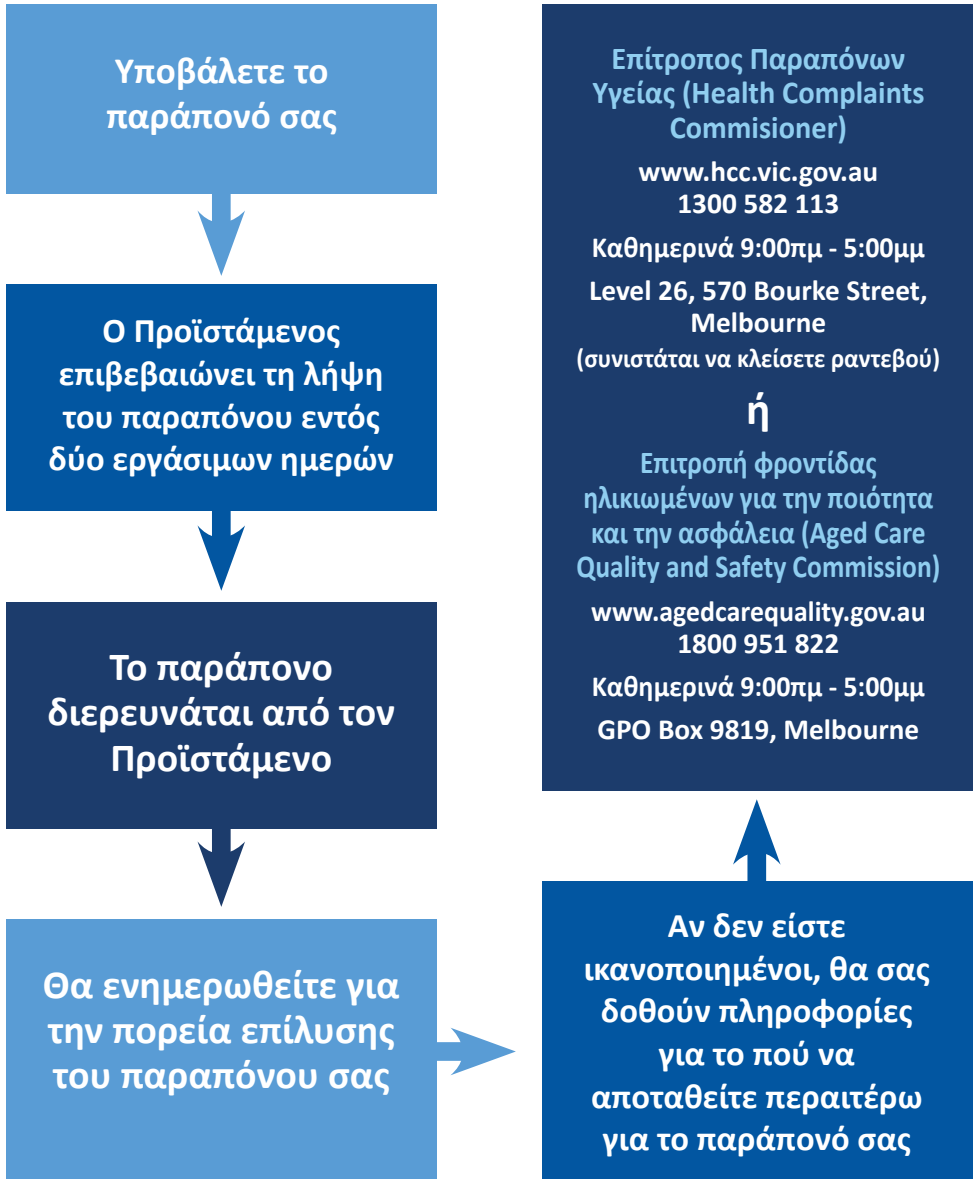 Υποβάλετε το
παράπονό σας
Ο Προϊστάμενος
επιβεβαιώνει τη λήψη
του παραπόνου εντός
δύο εργάσιμων ημερών
Το παράπονο
διερευνάται από τον
Προϊστάμενο
Θα ενημερωθείτε για
την πορεία επίλυσης
του παραπόνου σας
Αν δεν είστε
ικανοποιημένοι, θα σας
δοθούν πληροφορίες
για το πού να
αποταθείτε περαιτέρω
για το παράπονό σας
Επίτροπος Παραπόνων
Υγείας (Health Complaints
Commisioner)
www.hcc.vic.gov.au
1300 582 113
Καθημερινά 9:00πμ - 5:00μμ
Level 26, 570 Bourke Street,
Melbourne
(συνιστάται να κλείσετε ραντεβού)
ή
Επιτροπή φροντίδας
ηλικιωμένων για την ποιότητα
και την ασφάλεια (Aged Care
Quality and Safety Commission)
www.agedcarequality.gov.au
1800 951 822
Καθημερινά 9:00πμ - 5:00μμ
GPO Box 9819, Melbourne